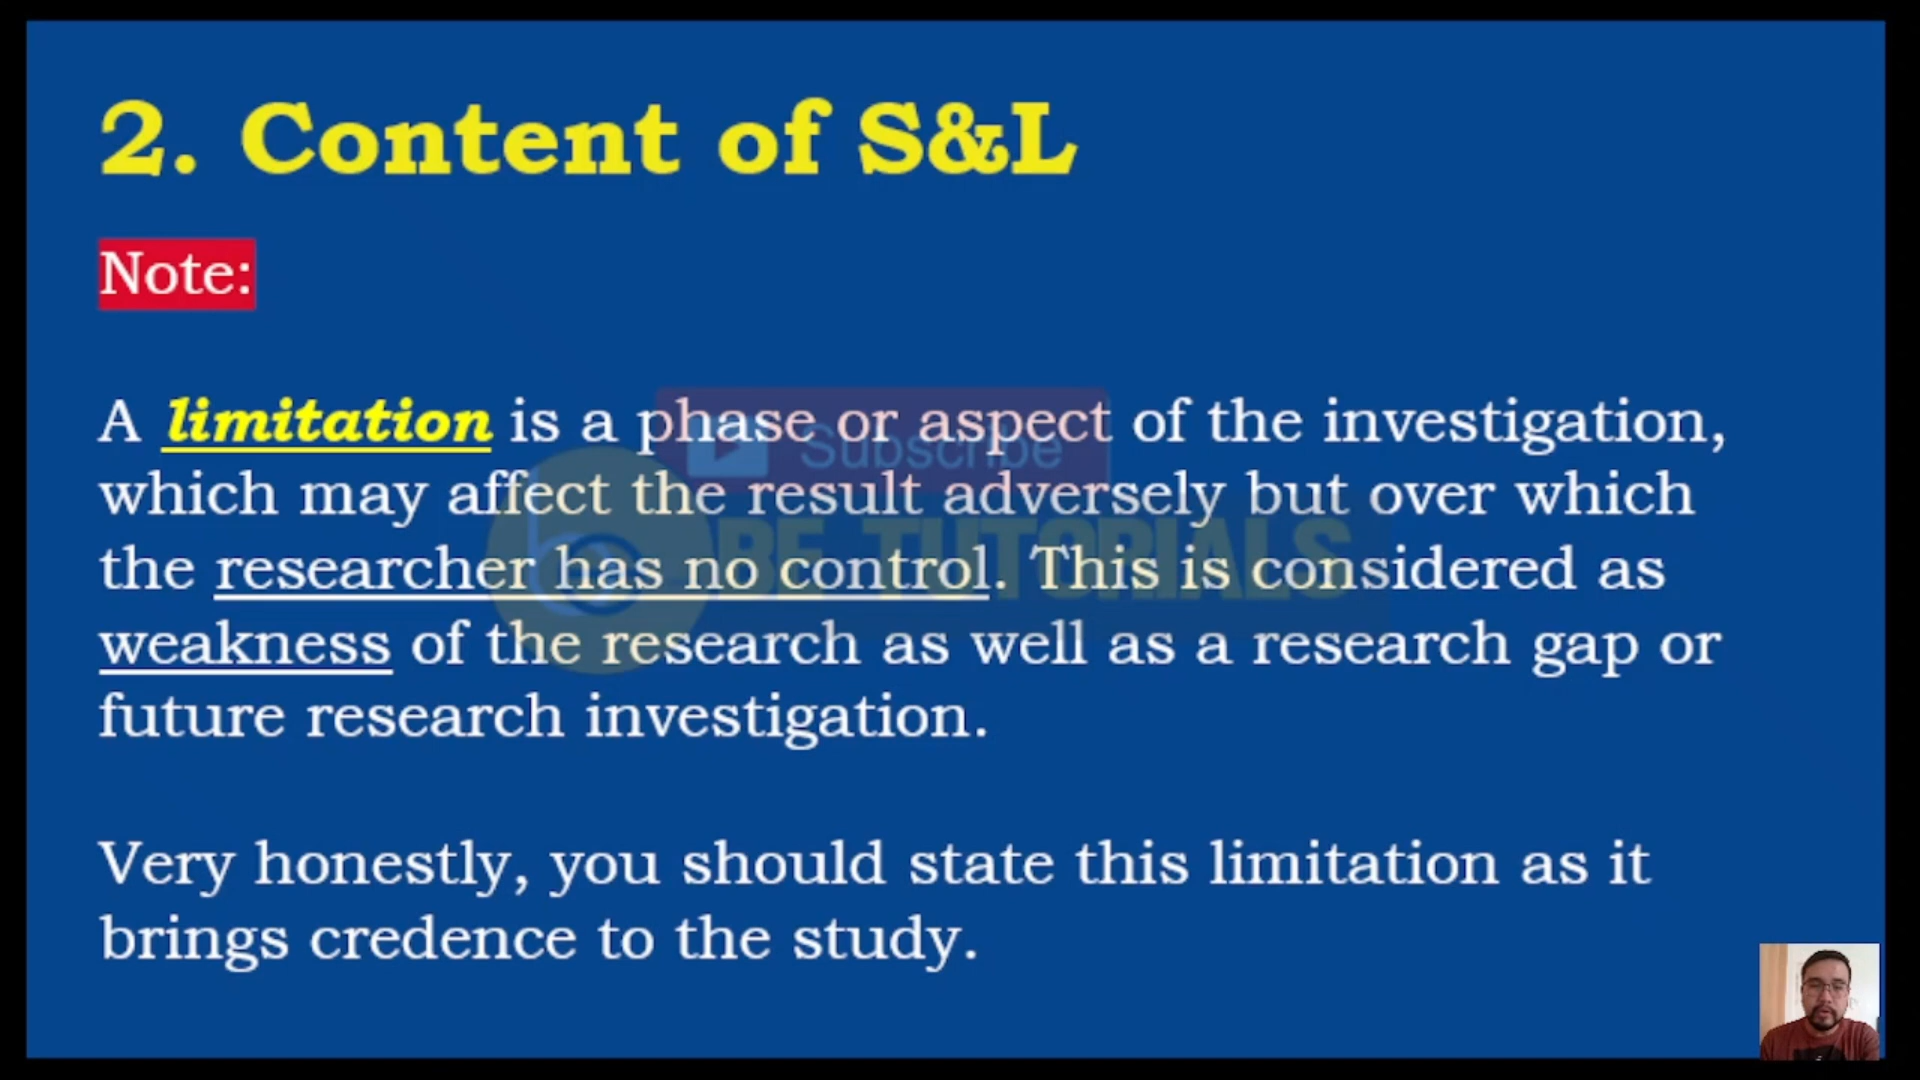 2. Content of S&L
Note:
A limitation is a phase or aspect of the investigation,
which may affect the result adversely but over which
the researcher has no control. This is considered as
weakness of the research as well as a research gap or
future research investigation.
Very honestly, you should state this limitation as it
brings credence to the study.
Subscribe
BE TUTORIALS